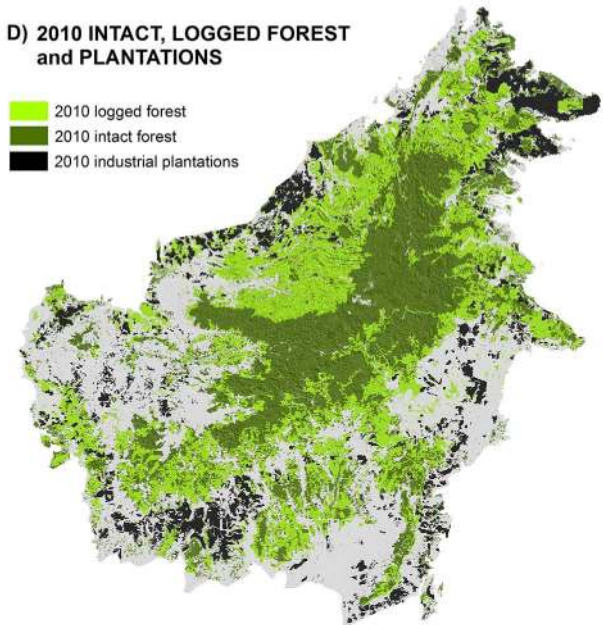 D) 2010 INTACT, LOGGED FOREST
and PLANTATIONS
2010 logged forest
2010 intact forest
2010 industrial plantations